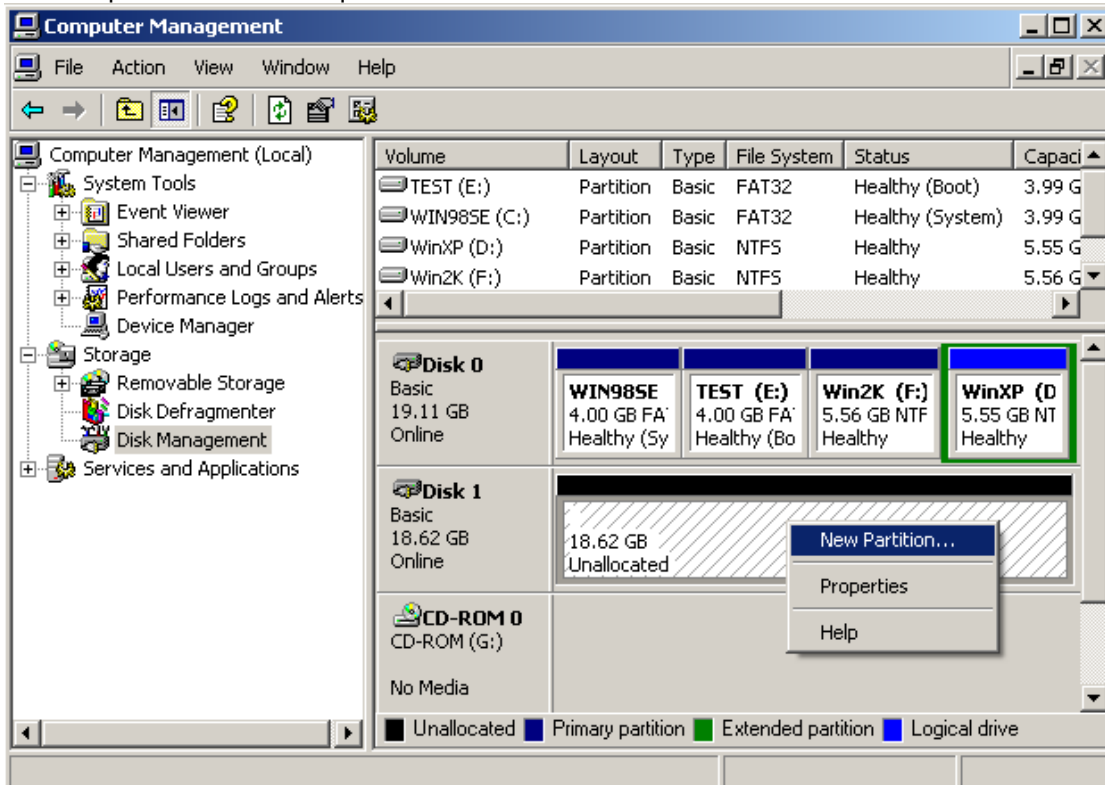 Computer Management
File Action View Window Help
Computer Management (Local)
System Tools
Event Viewer
Shared Folders
Local Users and Groups
Performance Logs and Alerts
Device Manager
Storage
Removable Storage
Disk Defragmenter
Disk Management
Services and Applications
Volume Layout Type File System Status Capaci
TEST (E:) Partition Basic FAT32 Healthy (Boot) 3.99 G
WIN98SE (C:) Partition Basic FAT32 Healthy (System) 3.99 G
WinXP (D:) Partition Basic NTFS Healthy 5.55 G
Win2K (F:) Partition Basic NTFS Healthy 5.56 G
Disk 0
Basic
19.11 GB
Online
WIN98SE
4.00 GB FA
Healthy (Sy
TEST (E:)
4.00 GB FA
Healthy (Bo
Win2K (F:)
5.56 GB NTF
Healthy
WinXP (D
5.55 GB NT
Healthy
Disk 1
Basic
18.62 GB
Online
18.62 GB
Unallocated
New Partition...
Properties
Help
CD-ROM 0
CD-ROM (G:)
No Media
Unallocated Primary partition Extended partition Logical drive